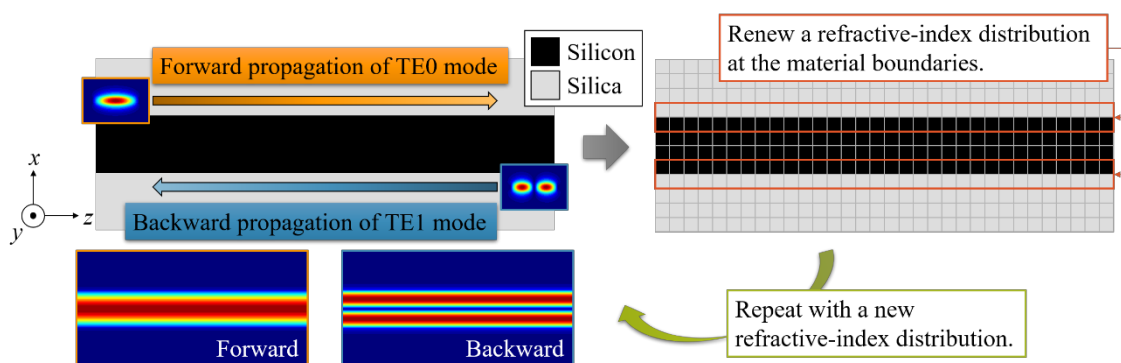 Forward propagation of TE0 mode
Silicon
Silica
Renew a refractive-index distribution
at the material boundaries.
x
y
z
Backward propagation of TE1 mode
Forward
Backward
Repeat with a new
refractive-index distribution.